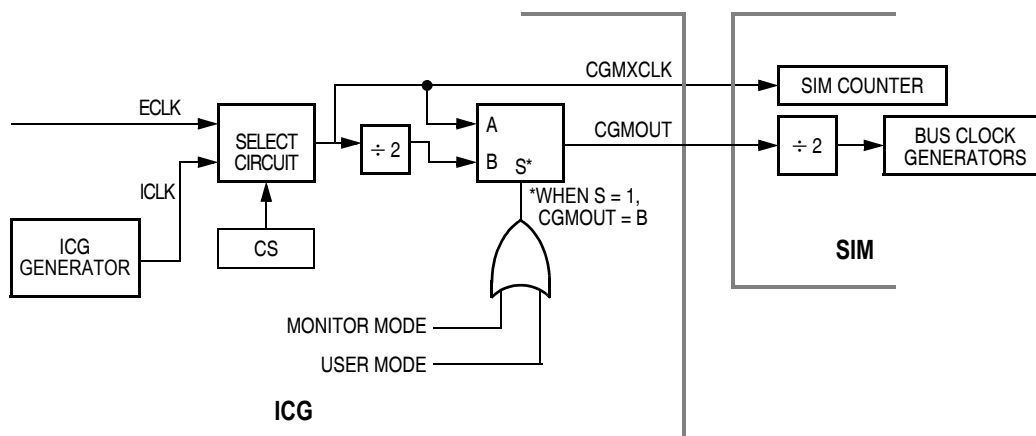 CGMXCLK
SIM COUNTER
ECLK
SELECT
CIRCUIT
÷ 2
A
B
S*
CGMOUT
÷ 2
BUS CLOCK
GENERATORS
ICLK
*WHEN S = 1,
CGMOUT = B
ICG
GENERATOR
CS
SIM
MONITOR MODE
USER MODE
ICG